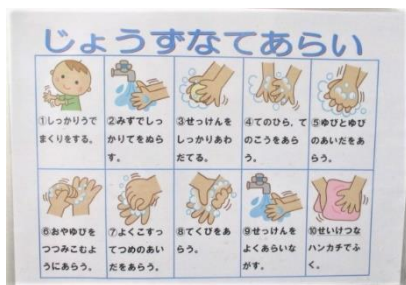 じょうずなてあらい
①しっかりうで
まくりをする。
②みずでしっ
かりてをぬら
す。
③せっけんを
しっかりあわ
だてる。
④てのひら、て
のこうをあら
う。
⑤ゆびとゆび
のあいだをあ
らう。
⑥おやゆびを
つつみこむよ
うにあらう。
⑦よくこすっ
てつめのあい
だをあらう。
⑧てくびをあ
らう。
⑨せっけんを
よくあらいな
がす。
⑩せいけつな
ハンカチでふ
く。